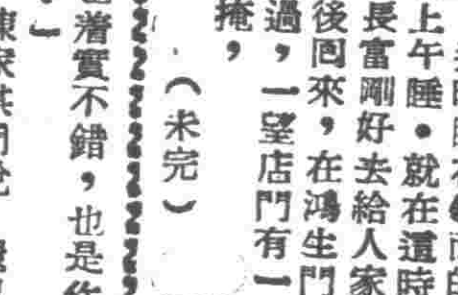 上午睡。就在這時
長富剛好去給人家
後囘來,在鴻生門
過,一望店門有一
掩,
(未完)
着實不錯,也是